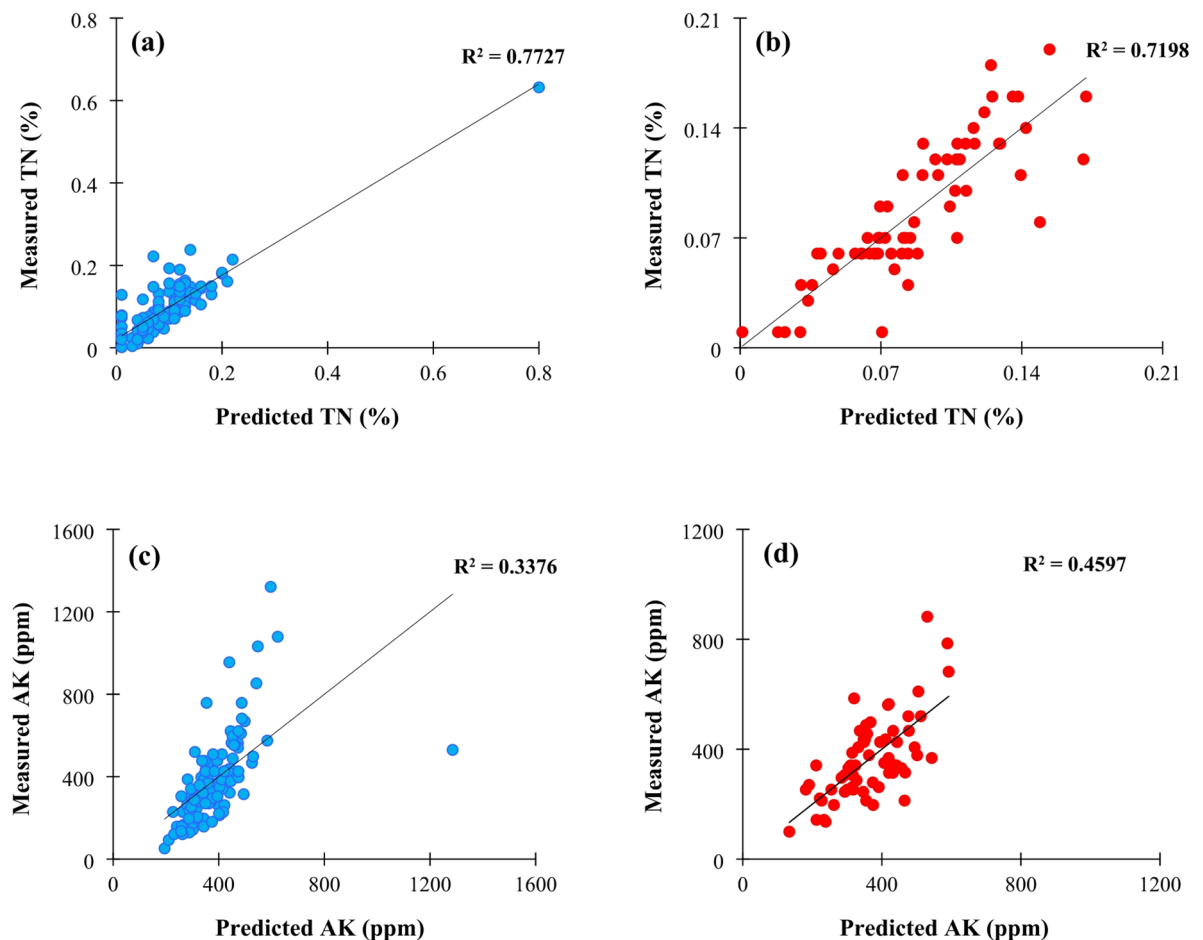 (a)
R² = 0.7727
Measured TN (%)
0.8
0.6
0.4
0.2
0
0 0.2 0.4 0.6 0.8
Predicted TN (%)
(b)
R² = 0.7198
Measured TN (%)
0.21
0.14
0.07
0
0 0.07 0.14 0.21
Predicted TN (%)
(c)
R² = 0.3376
Measured AK (ppm)
1600
1200
800
400
0
0 400 800 1200 1600
Predicted AK (ppm)
(d)
R² = 0.4597
Measured AK (ppm)
1200
800
400
0
0 400 800 1200
Predicted AK (ppm)